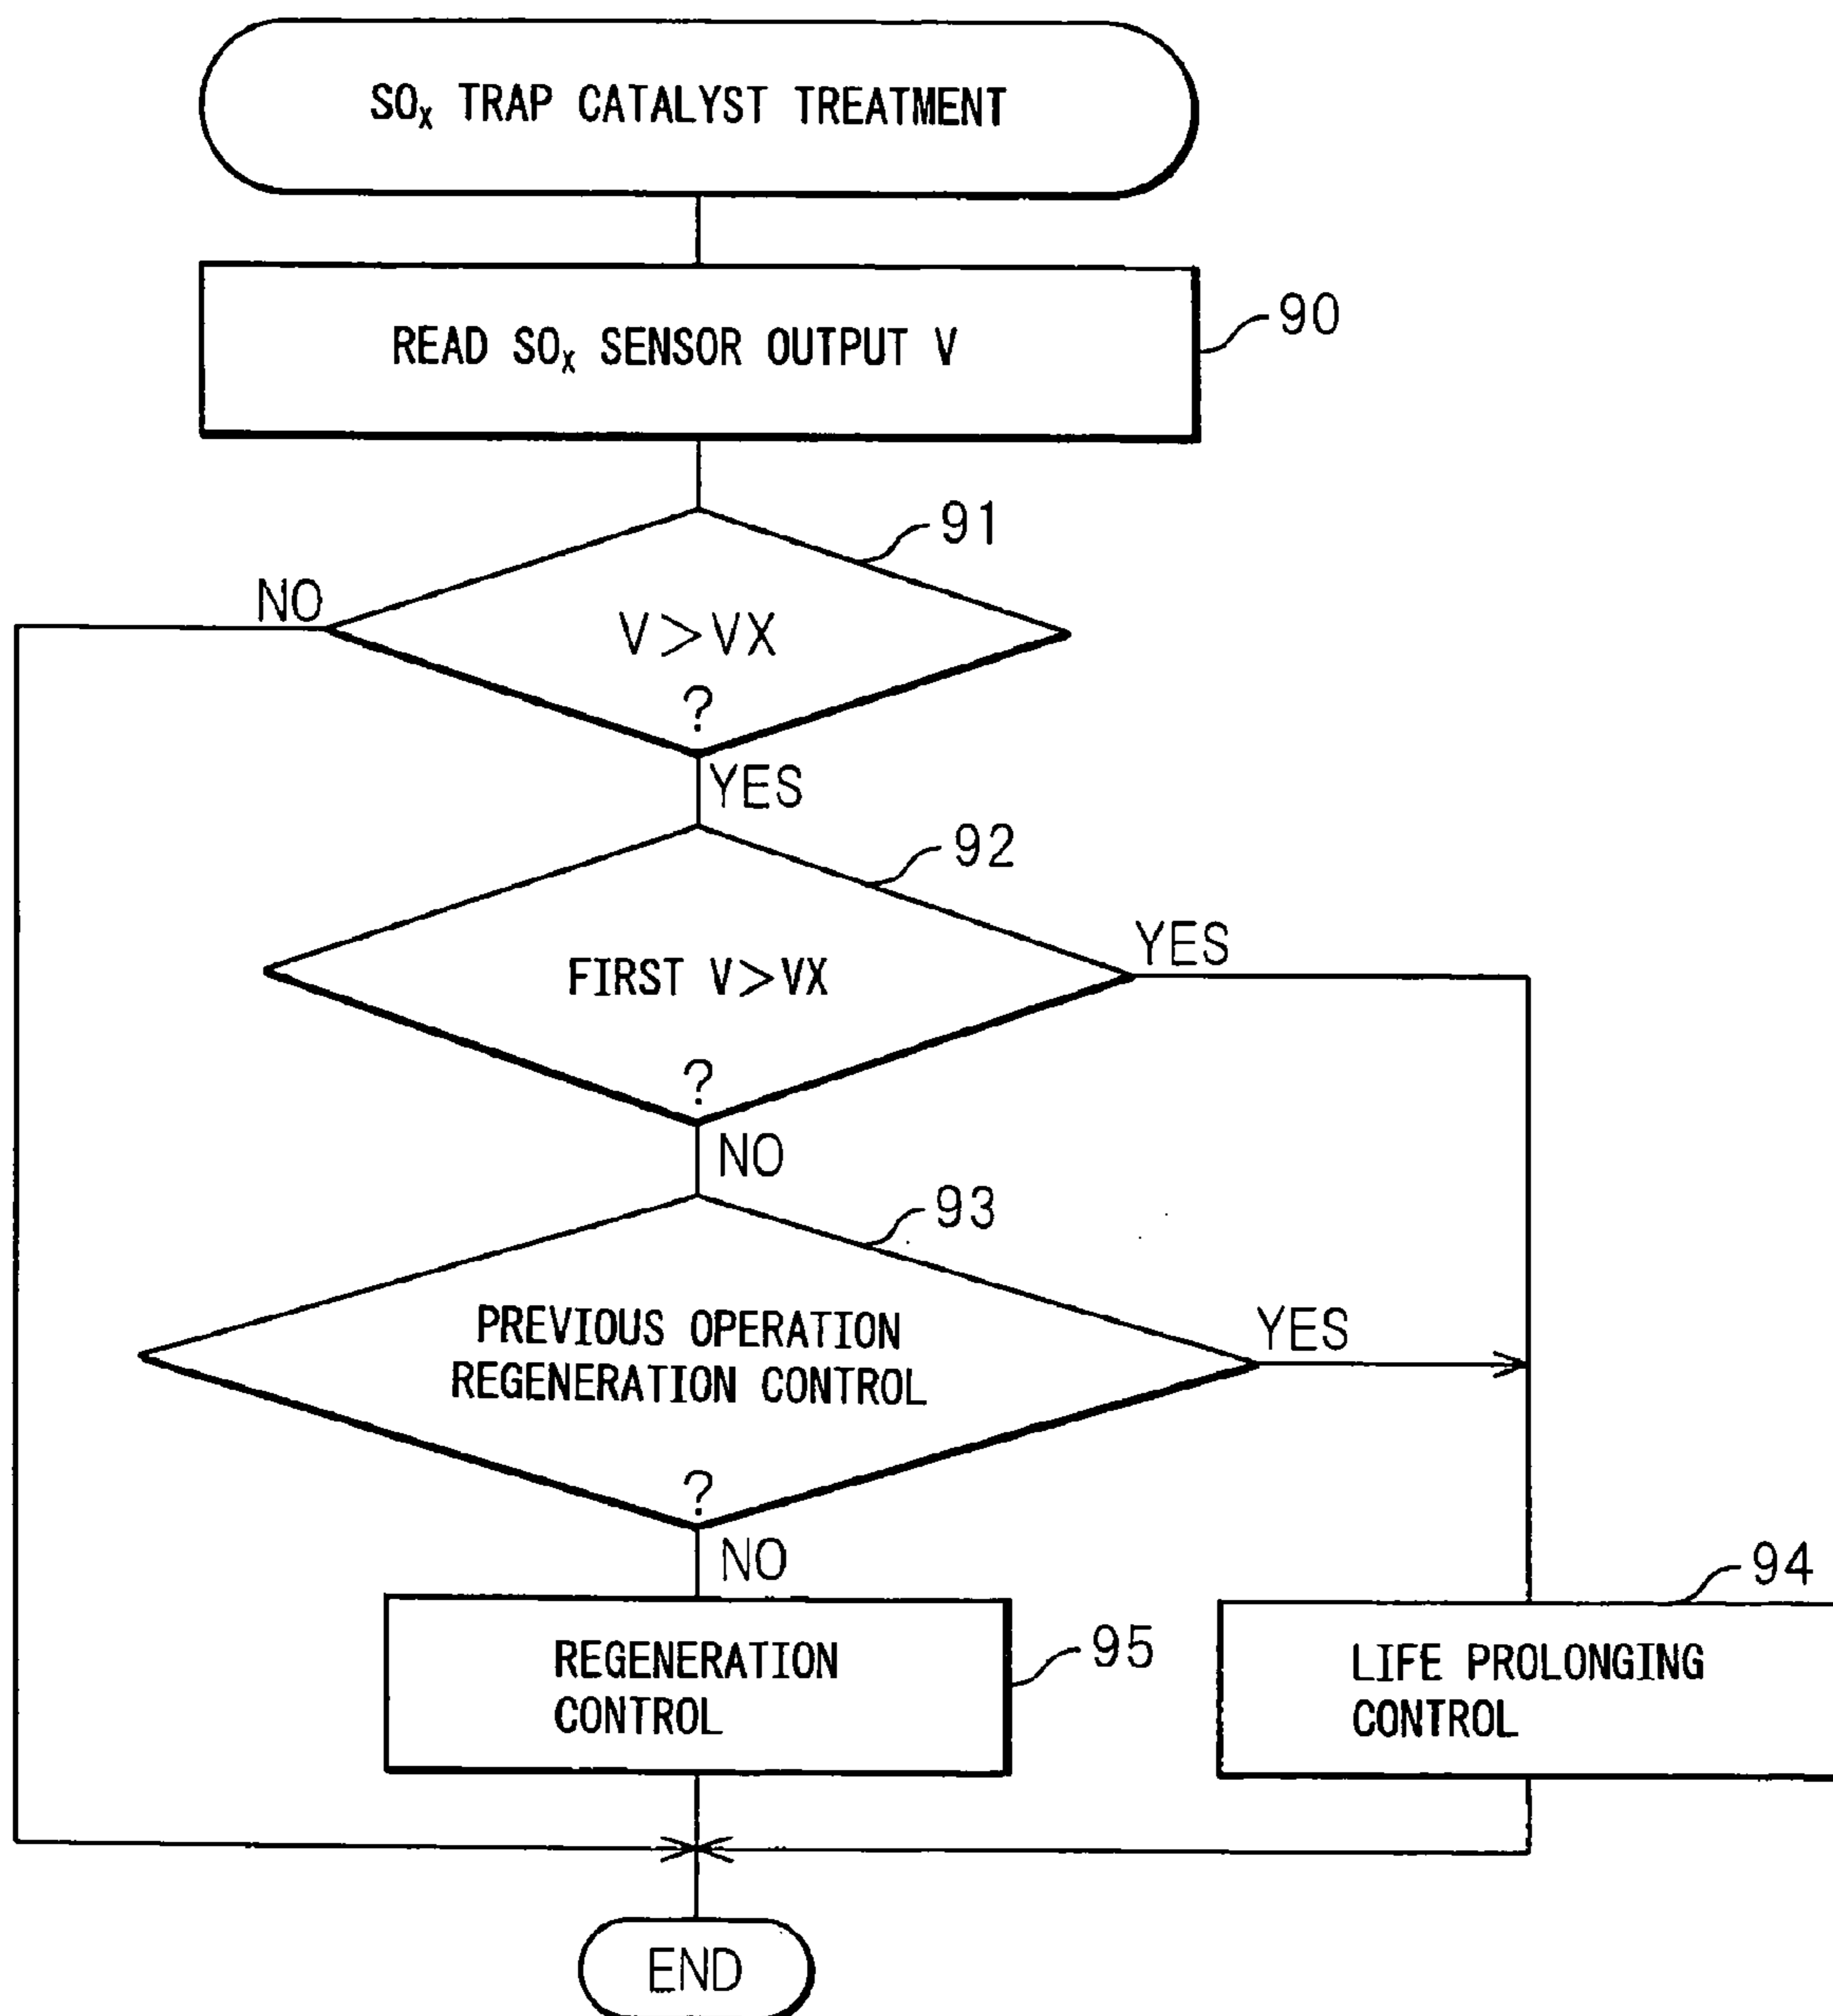 SOx TRAP CATALYST TREATMENT
READ SOx SENSOR OUTPUT V
90
91
NO
V>VX
?
YES
92
YES
FIRST V>VX
?
NO
93
PREVIOUS OPERATION
REGENERATION CONTROL
YES
?
NO
94
REGENERATION
CONTROL
95
LIFE PROLONGING
CONTROL
END